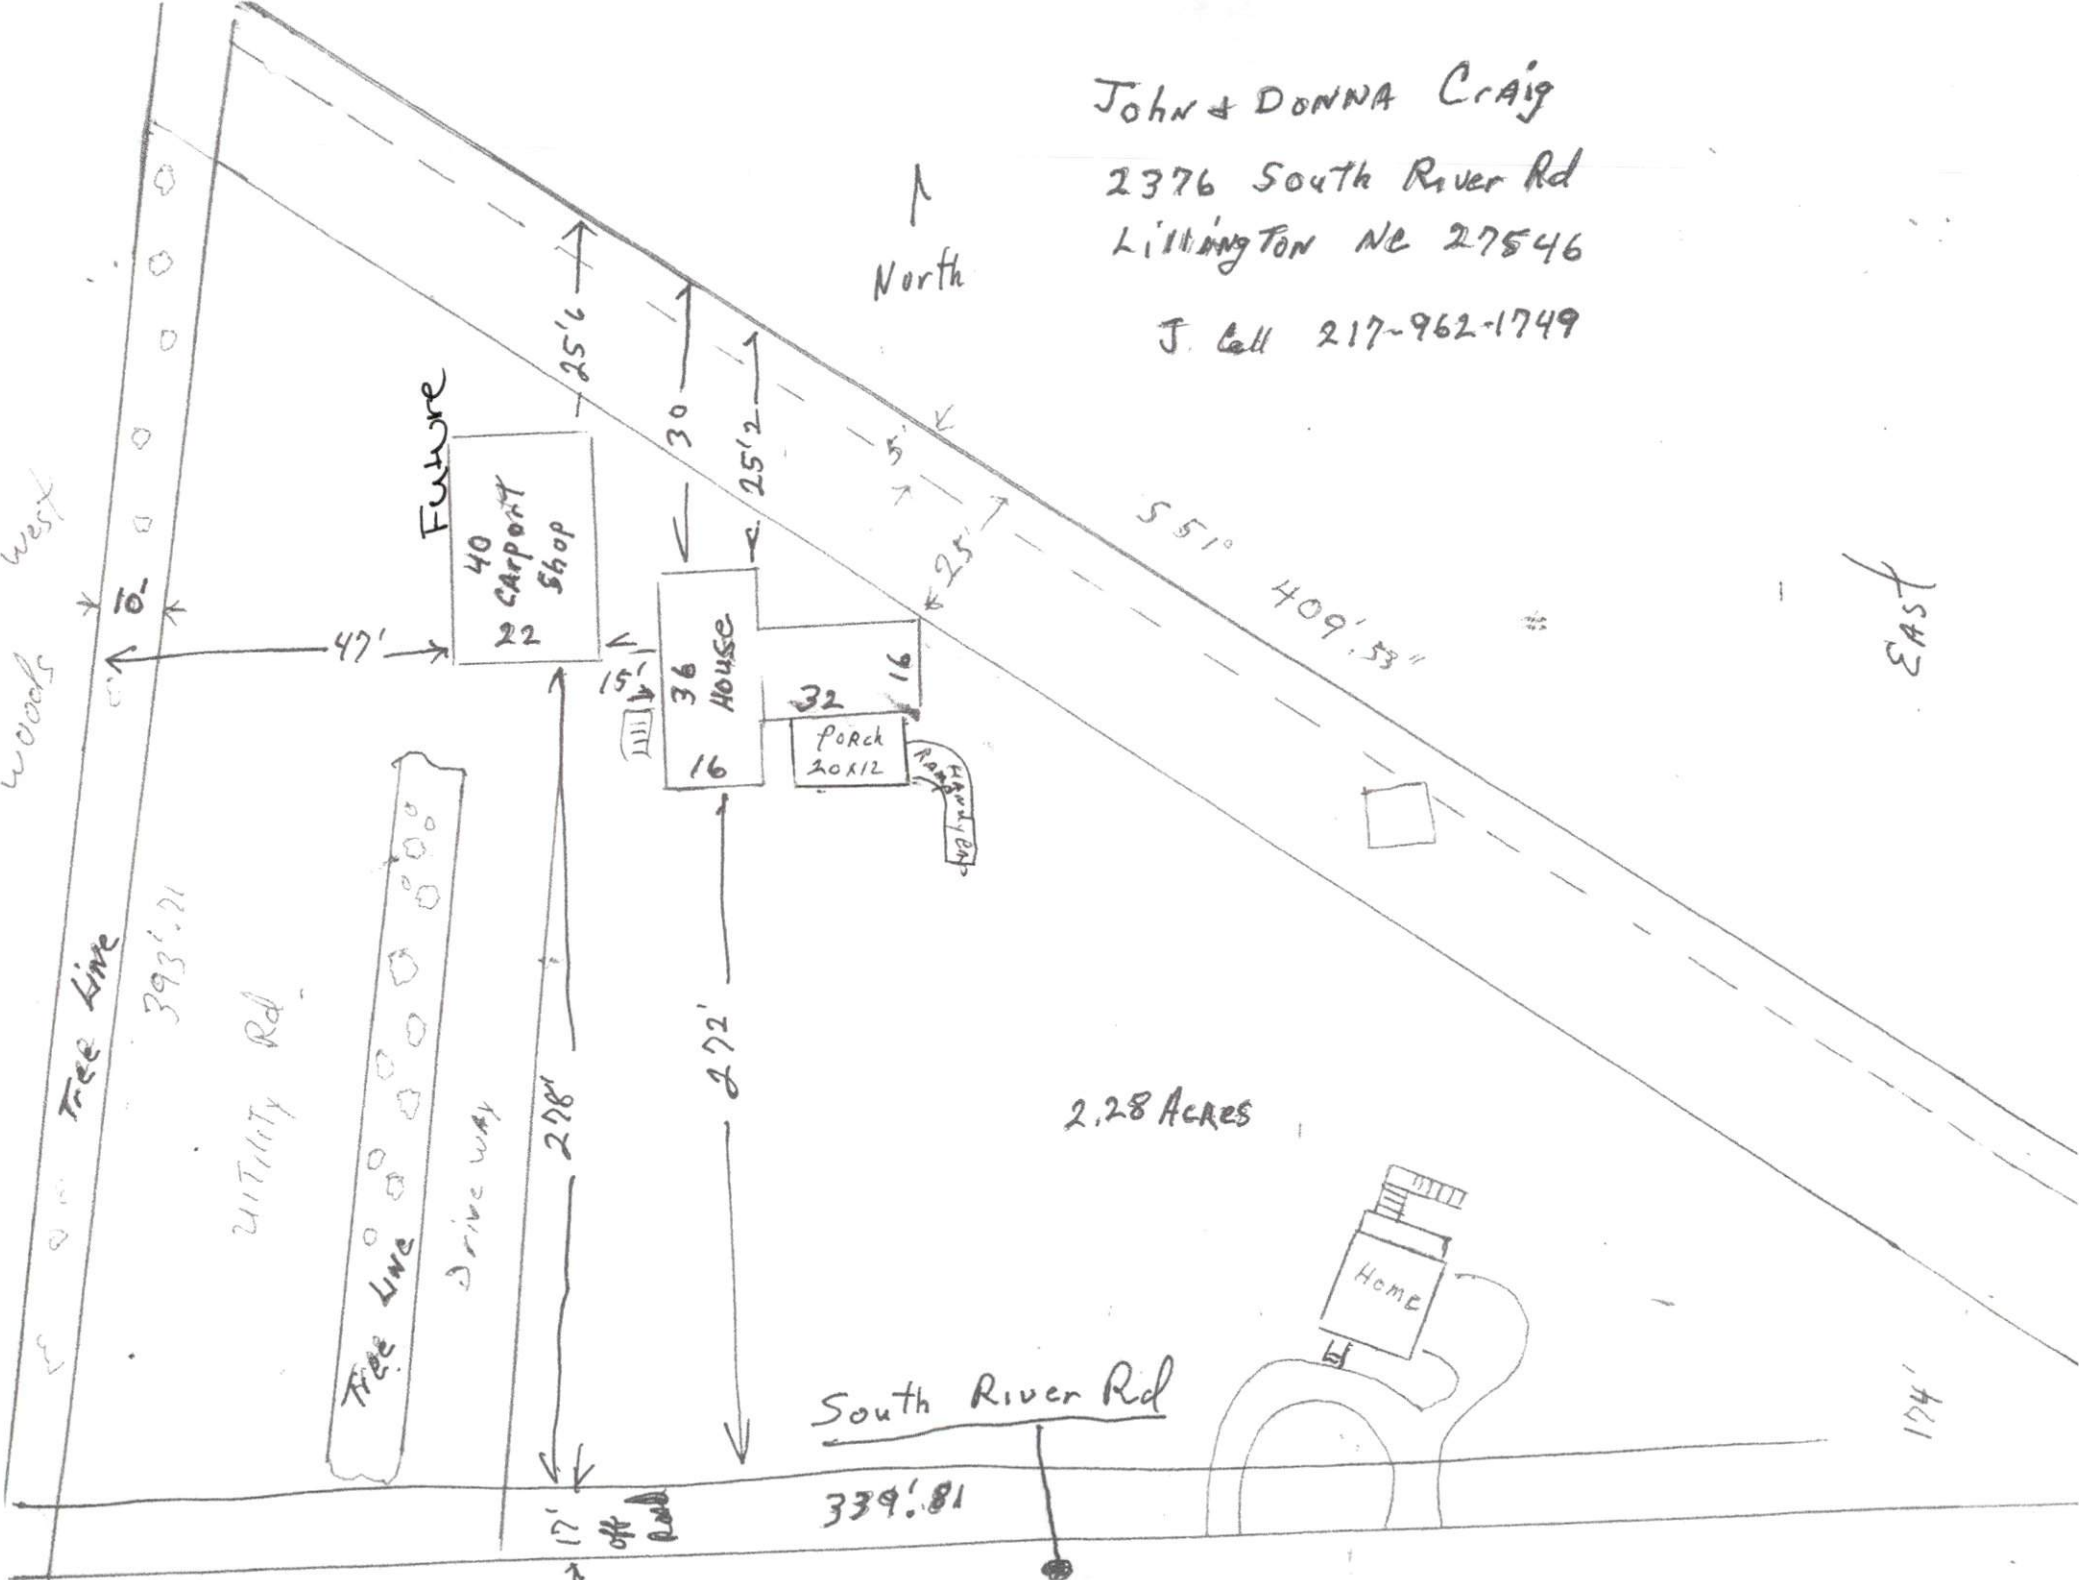 John & DONNA Craig
2376 South River Rd
Lillington NC 27546
J. Cell 217-962-1749
North
West
Woods
East
Future
40
CARPORT
Shop
22
25'6
30
25'2
5'
25'
S 51°
409'.53"
10
47'
15'
36
House
16
32
16
PORCH
20x12
HANDYCAP
RAMP
Tree Line
393'.21
UTILITY Rd
Tree Line
Driveway
278'
272'
2.28 Acres
Home
South River Rd
339'.81
17'
off
Road
174'